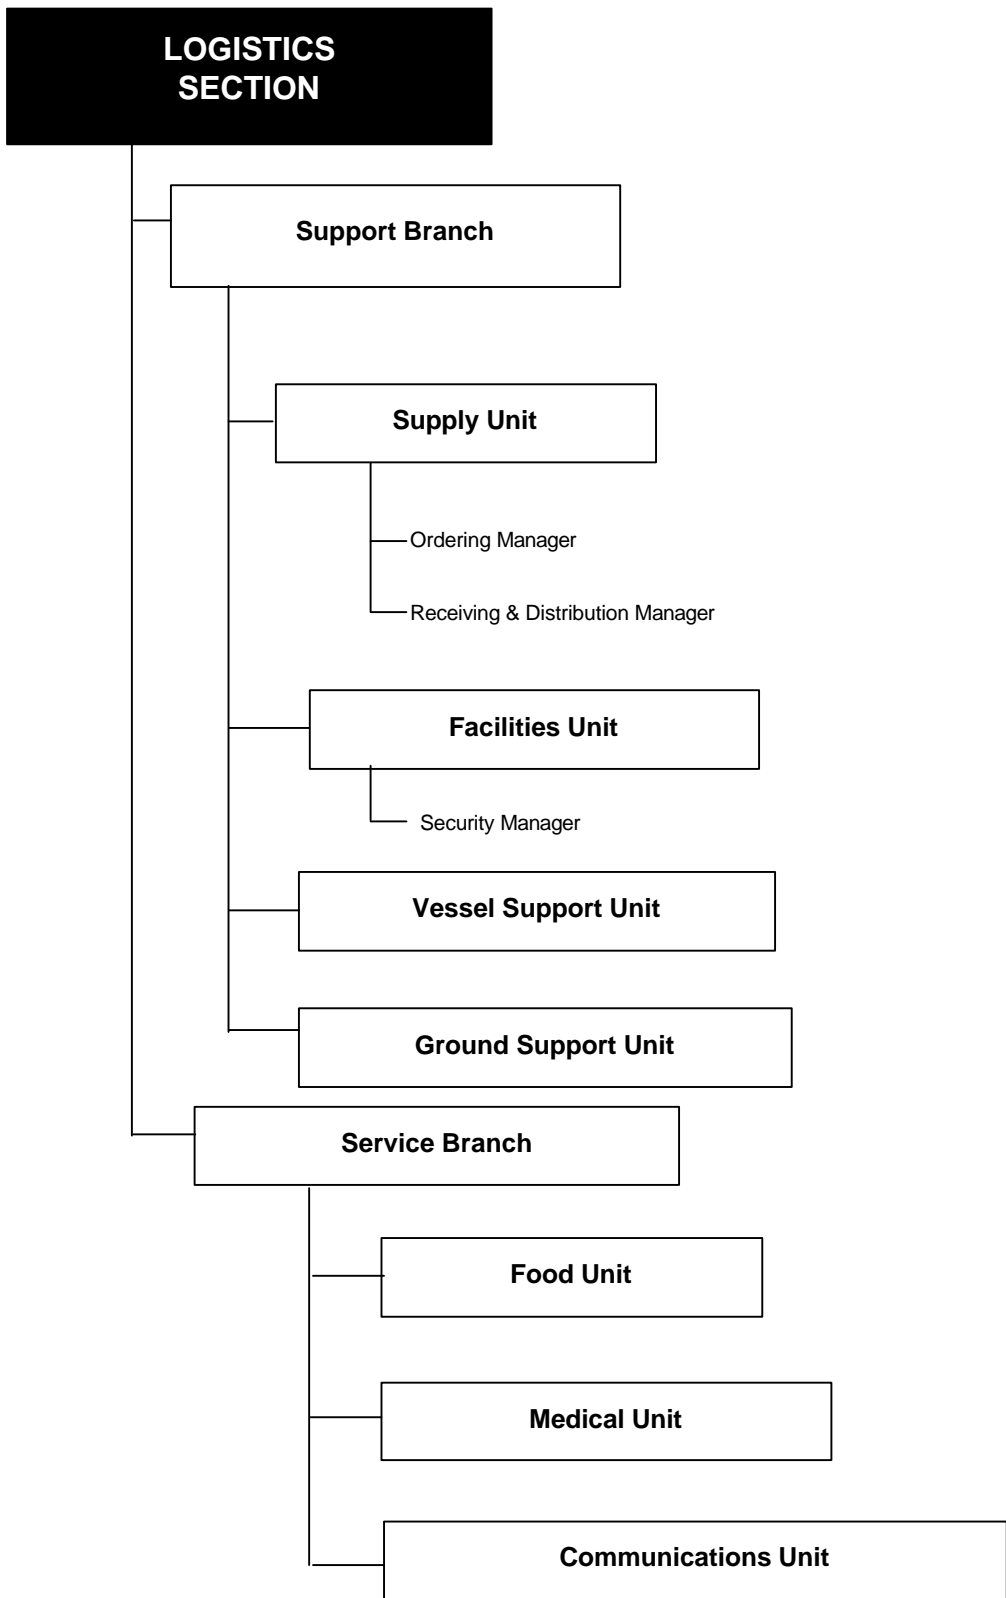 LOGISTICS
SECTION
Support Branch
Supply Unit
Ordering Manager
Receiving & Distribution Manager
Facilities Unit
Security Manager
Vessel Support Unit
Ground Support Unit
Service Branch
Food Unit
Medical Unit
Communications Unit